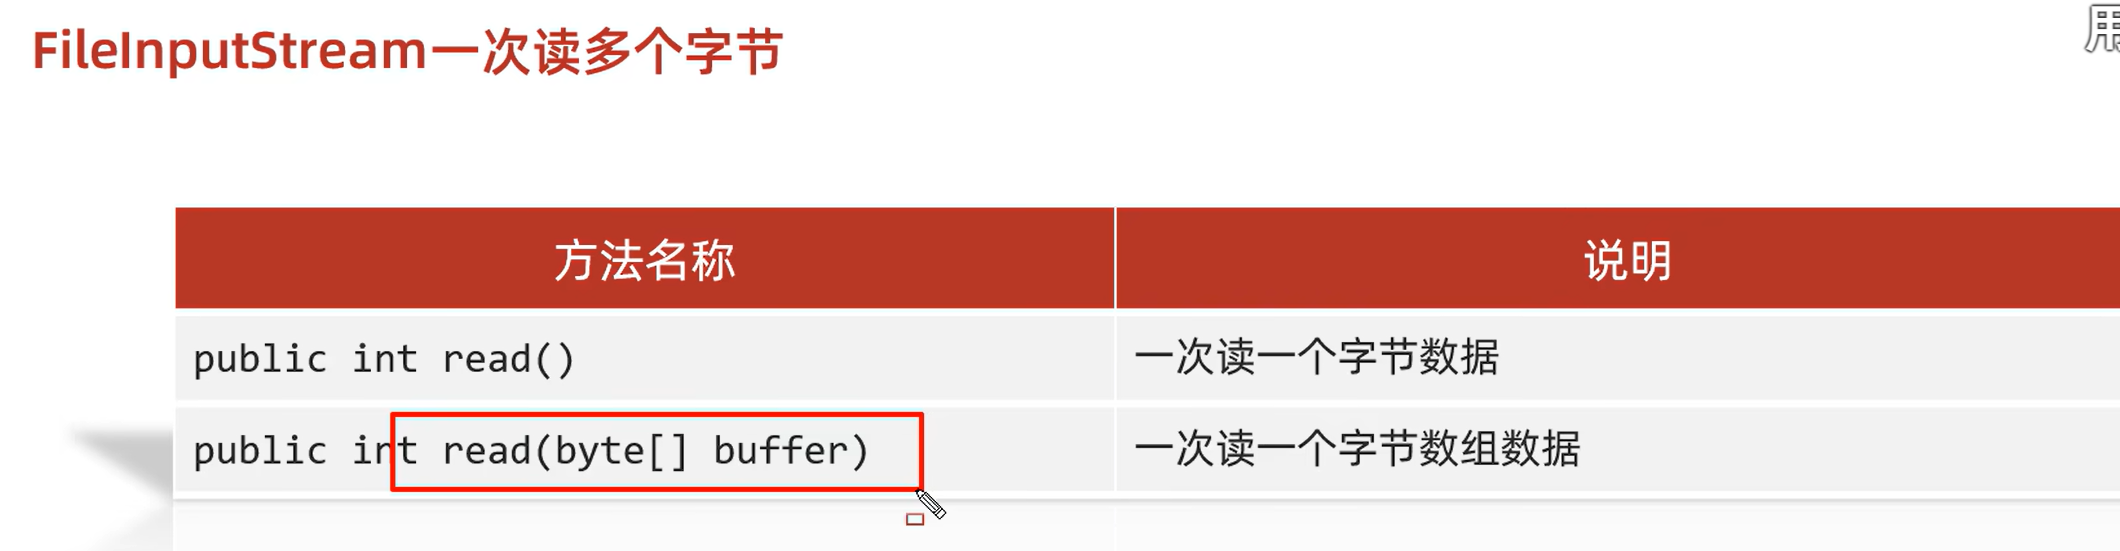 FileInputStream一次读多个字节
用
方法名称 说明
public int read() 一次读一个字节数据
public int read(byte[] buffer) 一次读一个字节数组数据